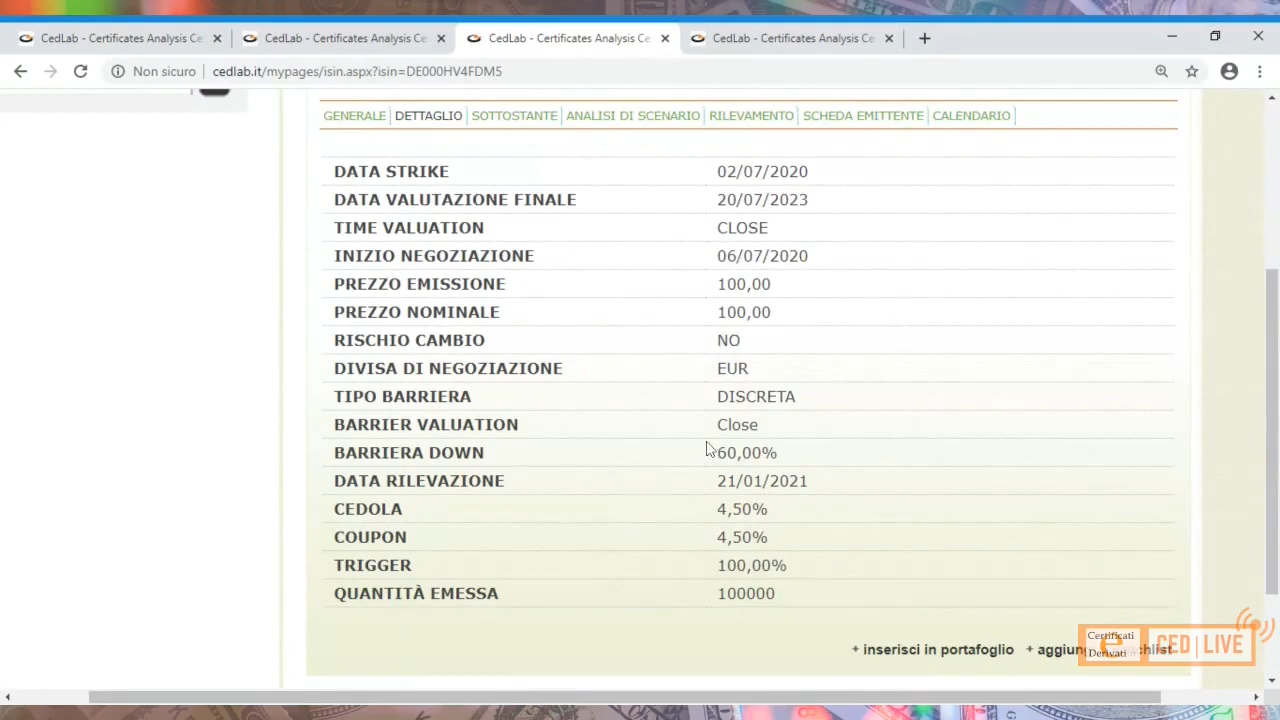 CedLab - Certificates Analysis Ce
CedLab - Certificates Analysis Ce
CedLab - Certificates Analysis Ce
CedLab - Certificates Analysis Ce
Non sicuro
cedlab.it/mypages/isin.aspx?isin=DE000HV4FDM5
GENERALE DETTAGLIO SOTTOSTANTE ANALISI DI SCENARIO RILEVAMENTO SCHEDA EMITTENTE CALENDARIO
DATA STRIKE 02/07/2020
DATA VALUTAZIONE FINALE 20/07/2023
TIME VALUATION CLOSE
INIZIO NEGOZIAZIONE 06/07/2020
PREZZO EMISSIONE 100,00
PREZZO NOMINALE 100,00
RISCHIO CAMBIO NO
DIVISA DI NEGOZIAZIONE EUR
TIPO BARRIERA DISCRETA
BARRIER VALUATION Close
BARRIERA DOWN 60,00%
DATA RILEVAZIONE 21/01/2021
CEDOLA 4,50%
COUPON 4,50%
TRIGGER 100,00%
QUANTITÀ EMESSA 100000
+ inserisci in portafoglio
Certificati
Derivati
CED|LIVE